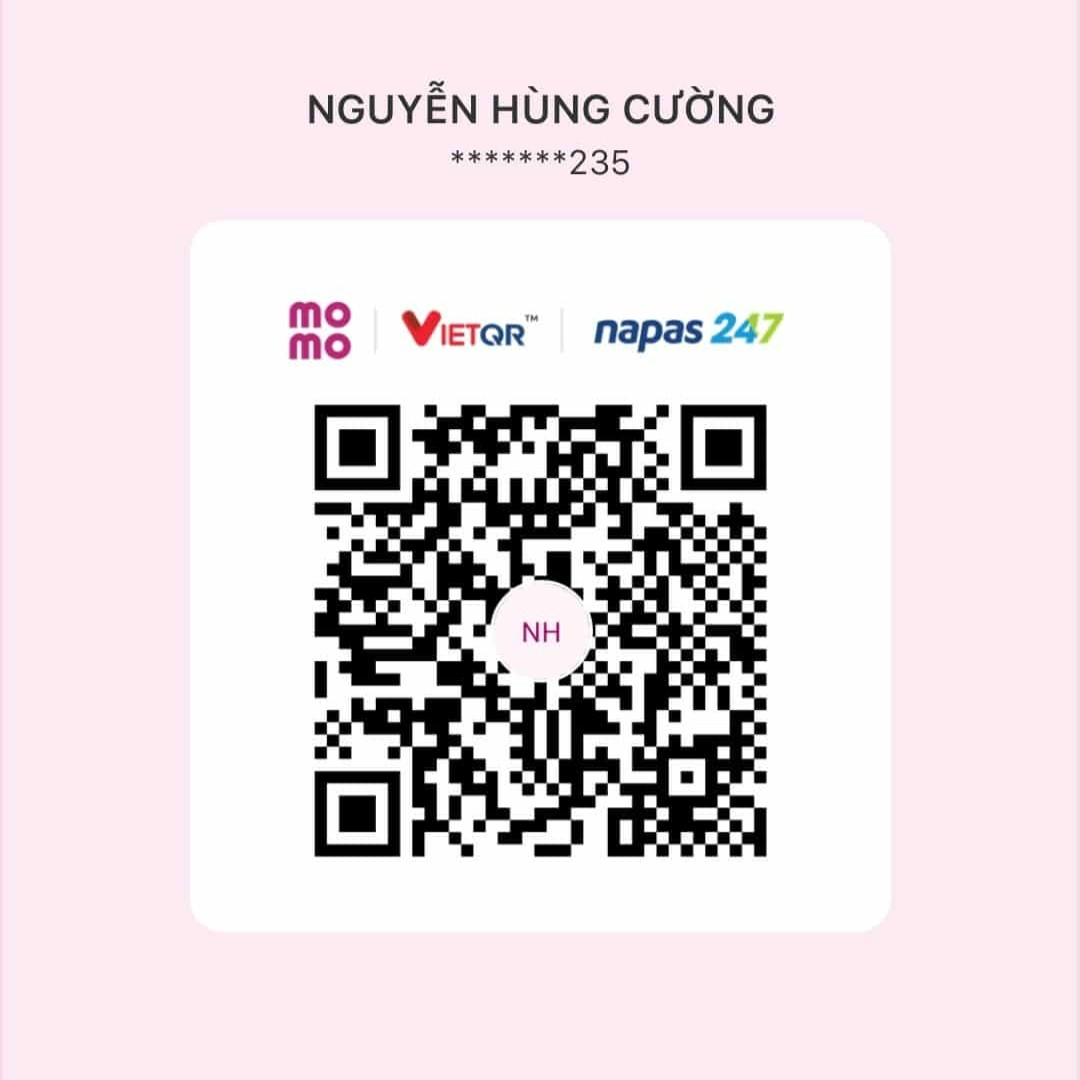 NGUYỄN HÙNG CƯỜNG
*******235
momo VIETQR™ napas 247
NH